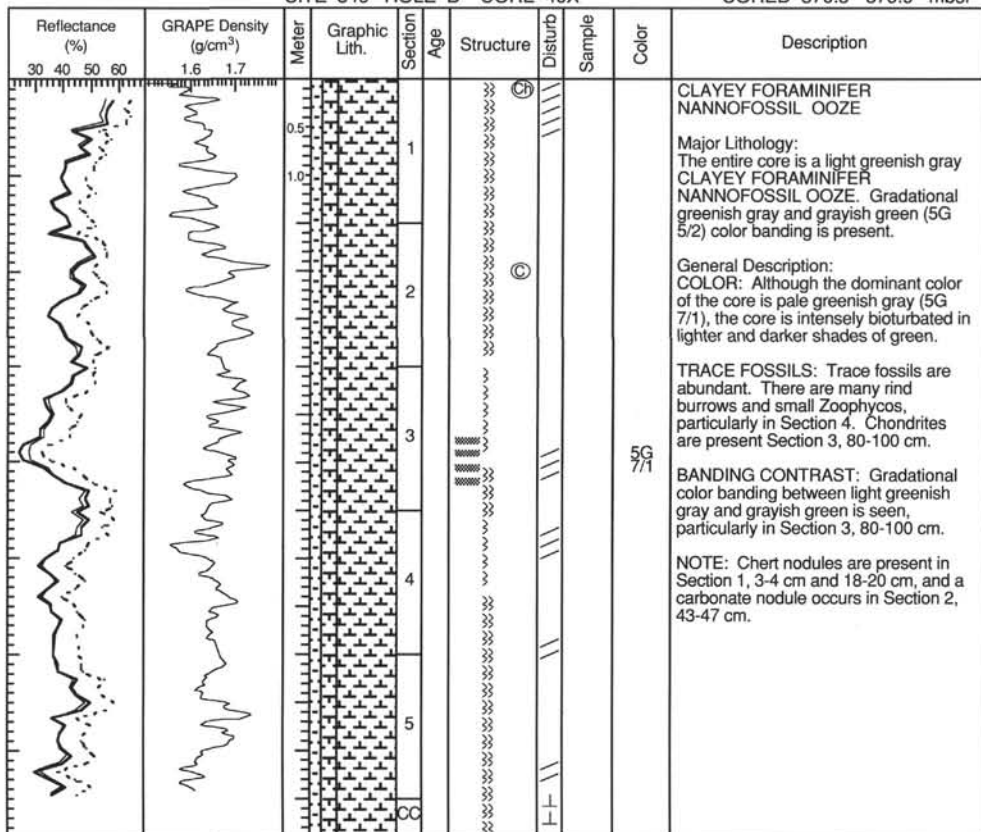 Reflectance
(%)
30 40 50 60
GRAPE Density
(g/cm3)
1.6 1.7
Meter
Graphic
Lith.
Section
Age
Structure
Disturb
Sample
Color
Description
0.5
1.0
1
2
3
4
5
CC
Ch
C
5G
7/1
CLAYEY FORAMINIFER
NANNOFOSSIL OOZE
Major Lithology:
The entire core is a light greenish gray
CLAYEY FORAMINIFER
NANNOFOSSIL OOZE. Gradational
greenish gray and grayish green (5G
5/2) color banding is present.
General Description:
COLOR: Although the dominant color
of the core is pale greenish gray (5G
7/1), the core is intensely bioturbated in
lighter and darker shades of green.
TRACE FOSSILS: Trace fossils are
abundant. There are many rind
burrows and small Zoophycos,
particularly in Section 4. Chondrites
are present Section 3, 80-100 cm.
BANDING CONTRAST: Gradational
color banding between light greenish
gray and grayish green is seen,
particularly in Section 3, 80-100 cm.
NOTE: Chert nodules are present in
Section 1, 3-4 cm and 18-20 cm, and a
carbonate nodule occurs in Section 2,
43-47 cm.